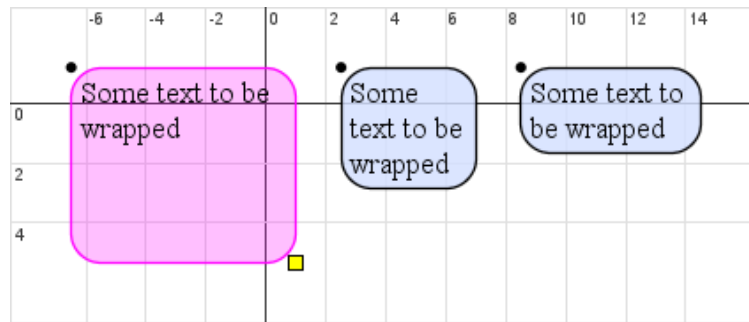 -6 -4 -2 0 2 4 6 8 10 12 14
Some text to be
wrapped
Some
text to be
wrapped
Some text to
be wrapped
0
2
4